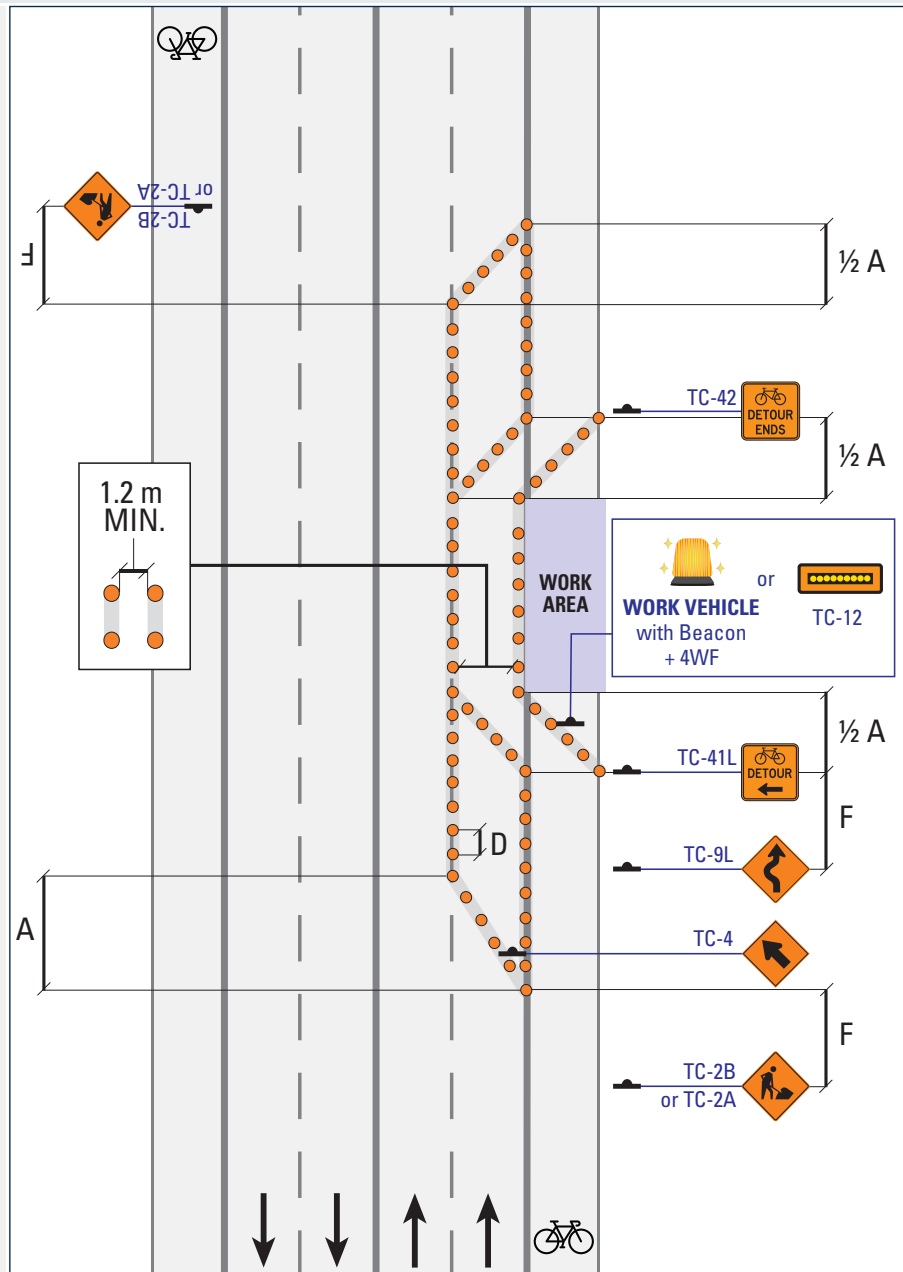 TC-2B
or TC-2A
F
½ A
TC-42
DETOUR
ENDS
½ A
1.2 m
MIN.
WORK
AREA
or
WORK VEHICLE
with Beacon
+ 4WF
TC-12
½ A
TC-41L
DETOUR
F
D
TC-9L
A
TC-4
F
TC-2B
or TC-2A